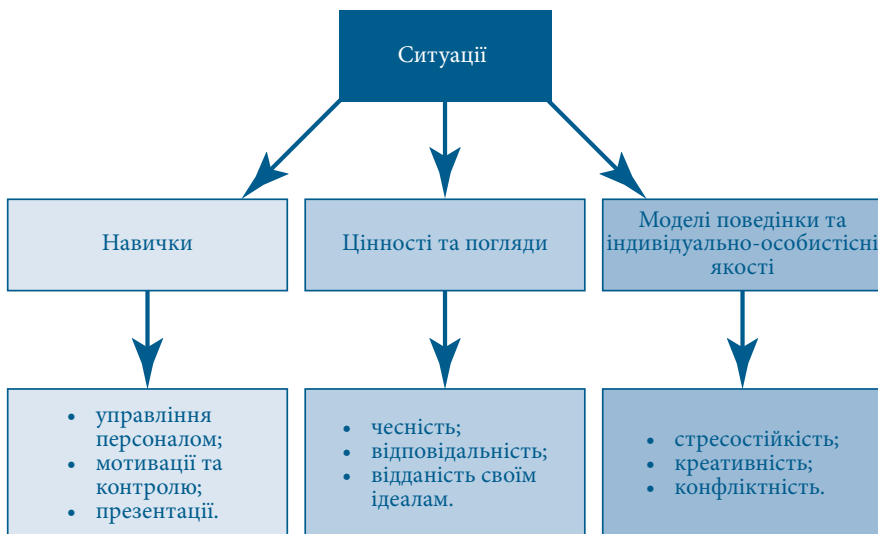 Ситуації
Навички
Цінності та погляди
Моделі поведінки та
індивідуально-особистісні
якості
• управління
персоналом;
• мотивації та
контролю;
• презентації.
• чесність;
• відповідальність;
• відданість своїм
ідеалам.
• стресостійкість;
• креативність;
• конфліктність.